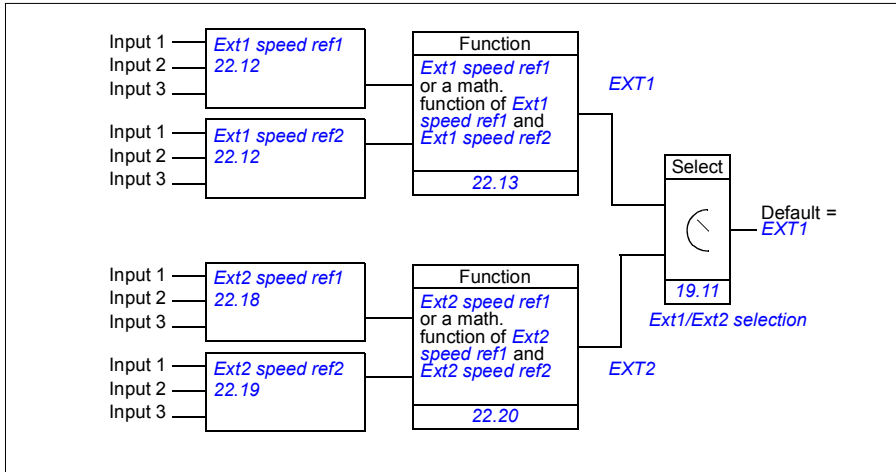 Input 1
Input 2
Input 3
Ext1 speed ref1
22.12
Input 1
Input 2
Input 3
Ext1 speed ref2
22.12
Function
Ext1 speed ref1
or a math.
function of Ext1
speed ref1 and
Ext1 speed ref2
22.13
EXT1
Select
Default =
EXT1
19.11
Ext1/Ext2 selection
Input 1
Input 2
Input 3
Ext2 speed ref1
22.18
Input 1
Input 2
Input 3
Ext2 speed ref2
22.19
Function
Ext2 speed ref1
or a math.
function of Ext2
speed ref1 and
Ext2 speed ref2
22.20
EXT2